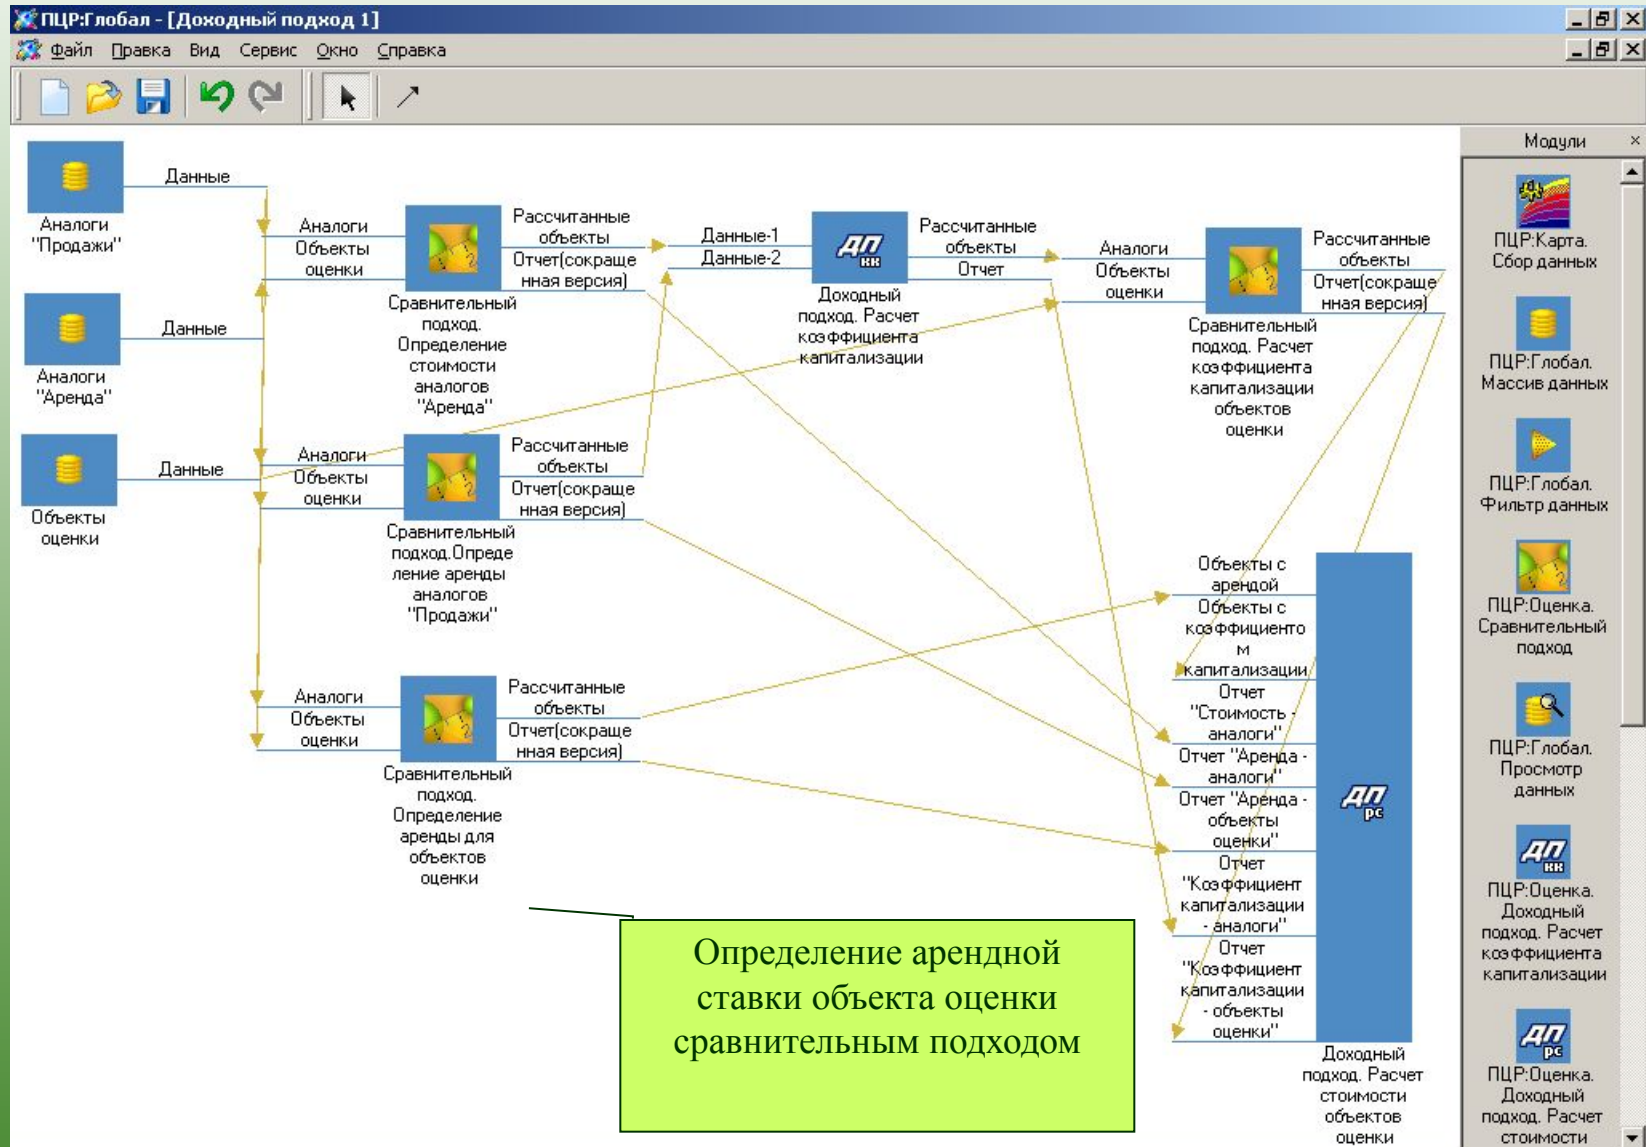 ПЦР:Глобал - [Доходный подход 1]
Файл Правка Вид Сервис Окно Справка
Модули
Данные
Аналоги
"Продажи"
Данные
Аналоги
"Аренда"
Данные
Объекты
оценки
Аналоги
Объекты
оценки
Рассчитанные
объекты
Отчет(сокраще
нная версия)
Сравнительный
подход.
Определение
стоимости
аналогов
"Аренда"
Аналоги
Объекты
оценки
Рассчитанные
объекты
Отчет(сокраще
нная версия)
Сравнительный
подход.Опреде
ление аренды
аналогов
"Продажи"
Аналоги
Объекты
оценки
Рассчитанные
объекты
Отчет(сокраще
нная версия)
Сравнительный
подход.
Определение
аренды для
объектов
оценки
Данные-1
Данные-2
ДП
КК
Рассчитанные
объекты
Отчет
Доходный
подход. Расчет
коэффициента
капитализации
Аналоги
Объекты
оценки
Рассчитанные
объекты
Отчет(сокраще
нная версия)
Сравнительный
подход. Расчет
коэффициента
капитализации
объектов
оценки
Объекты с
арендой
Объекты с
коэффициенто
м
капитализации
Отчет
"Стоимость -
аналоги"
Отчет "Аренда -
аналоги"
Отчет "Аренда -
объекты
оценки"
Отчет
"Коэффициент
капитализации
- аналоги"
Отчет
"Коэффициент
капитализации
- объекты
оценки"
ДП
РС
Доходный
подход. Расчет
стоимости
объектов
оценки
Определение арендной
ставки объекта оценки
сравнительным подходом
ПЦР:Карта.
Сбор данных
ПЦР:Глобал.
Массив данных
ПЦР:Глобал.
Фильтр данных
ПЦР:Оценка.
Сравнительный
подход
ПЦР:Глобал.
Просмотр
данных
ДП
КК
ПЦР:Оценка.
Доходный
подход. Расчет
коэффициента
капитализации
ДП
РС
ПЦР:Оценка.
Доходный
подход. Расчет
стоимости